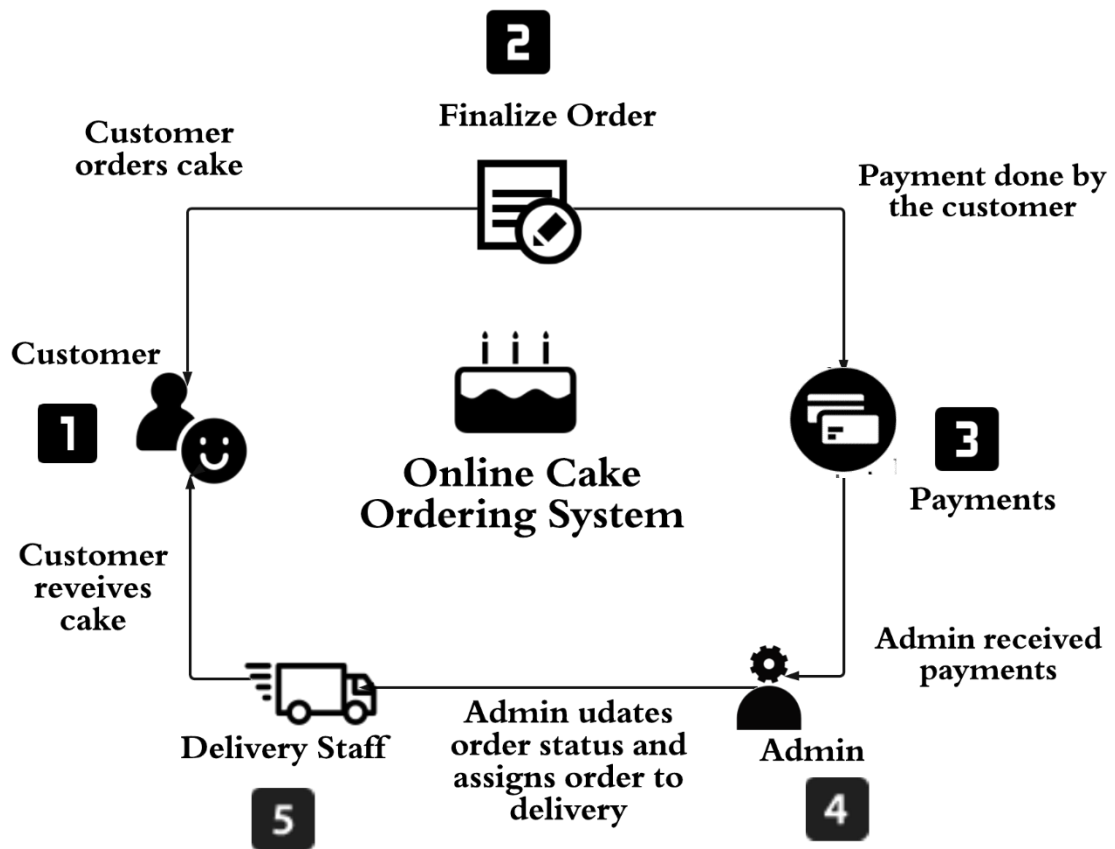 2
Finalize Order
Customer
orders cake
Payment done by
the customer
Customer
1
3
Payments
Online Cake
Ordering System
Customer
reveives
cake
Admin received
payments
Admin udates
order status and
assigns order to
delivery
Delivery Staff
Admin
5
4